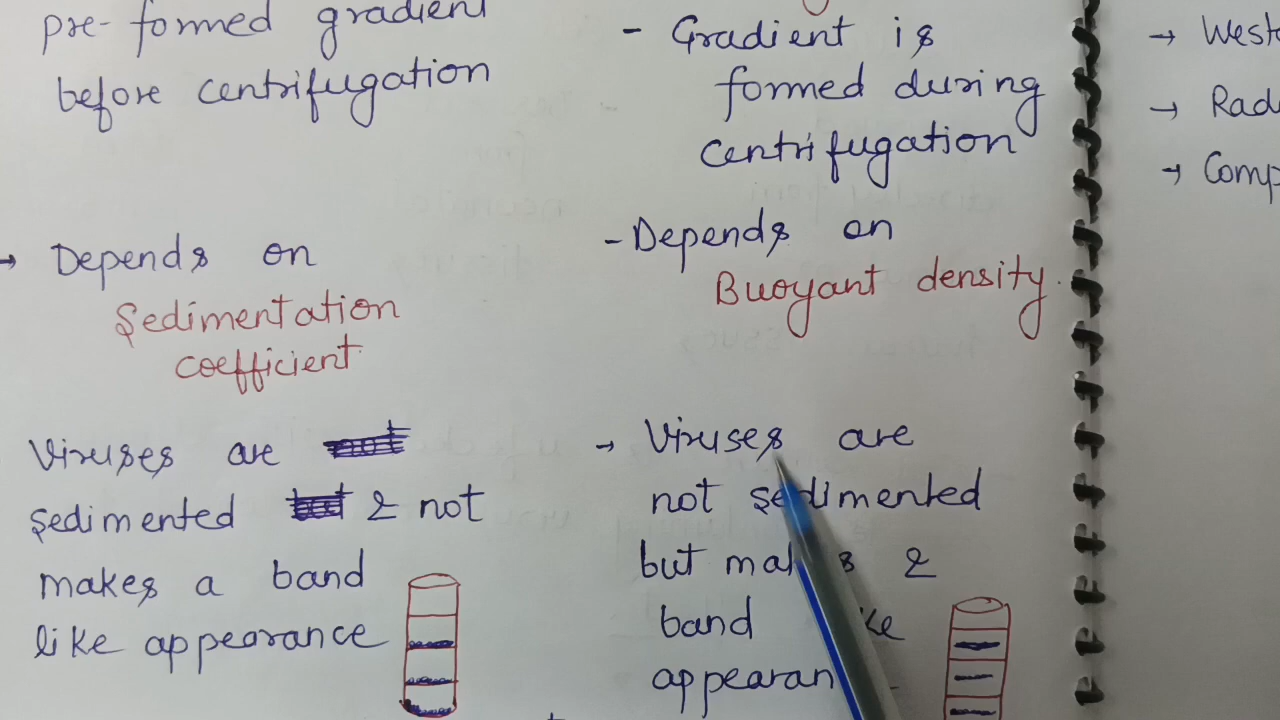 pre-formed gradient
before centrifugation
→ Depends on
Sedimentation
coefficient
Viruses are
sedimented & not
makes a band
like appearance
- Gradient is
formed during
centrifugation
- Depends on
Buoyant density.
→ Viruses are
not sedimented
but &
band
appearan
→ West
→ Rad
→ Comp